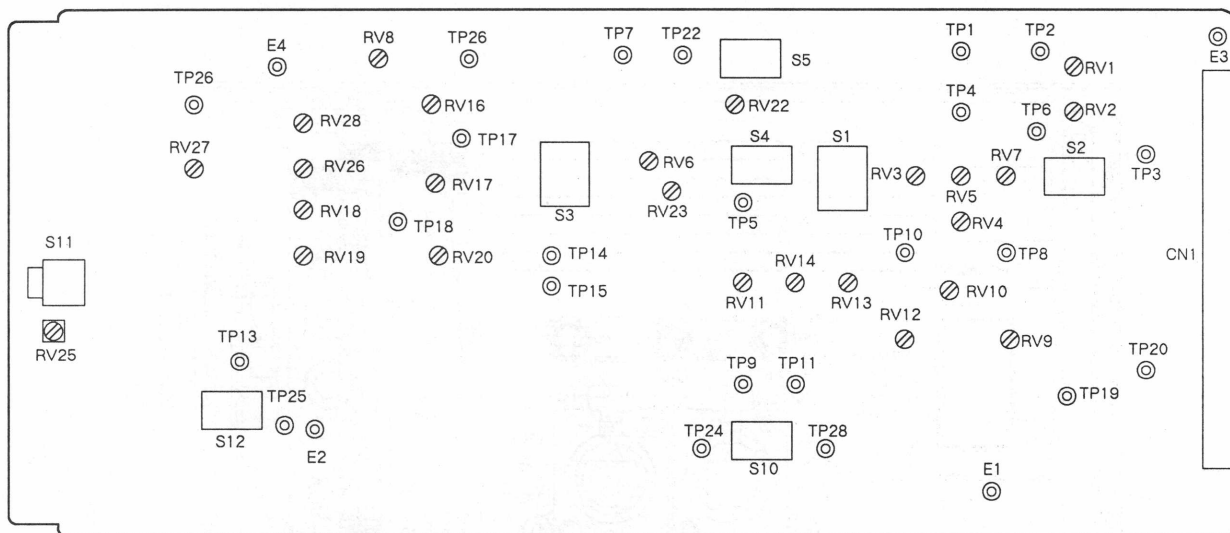 TP1
TP2
E3
RV8
TP26
TP7
TP22
E4
S5
RV1
TP26
RV16
RV22
TP4
TP6
RV2
RV28
TP17
S4
S1
RV27
RV26
RV6
RV3
RV7
S2
TP3
RV17
RV5
RV18
RV23
TP5
S3
TP18
RV4
S11
RV19
RV20
TP14
TP10
TP8
CN1
RV14
TP15
RV11
RV13
RV10
RV12
RV9
RV25
TP13
TP20
TP9
TP11
TP25
TP19
S12
TP24
TP28
E2
S10
E1